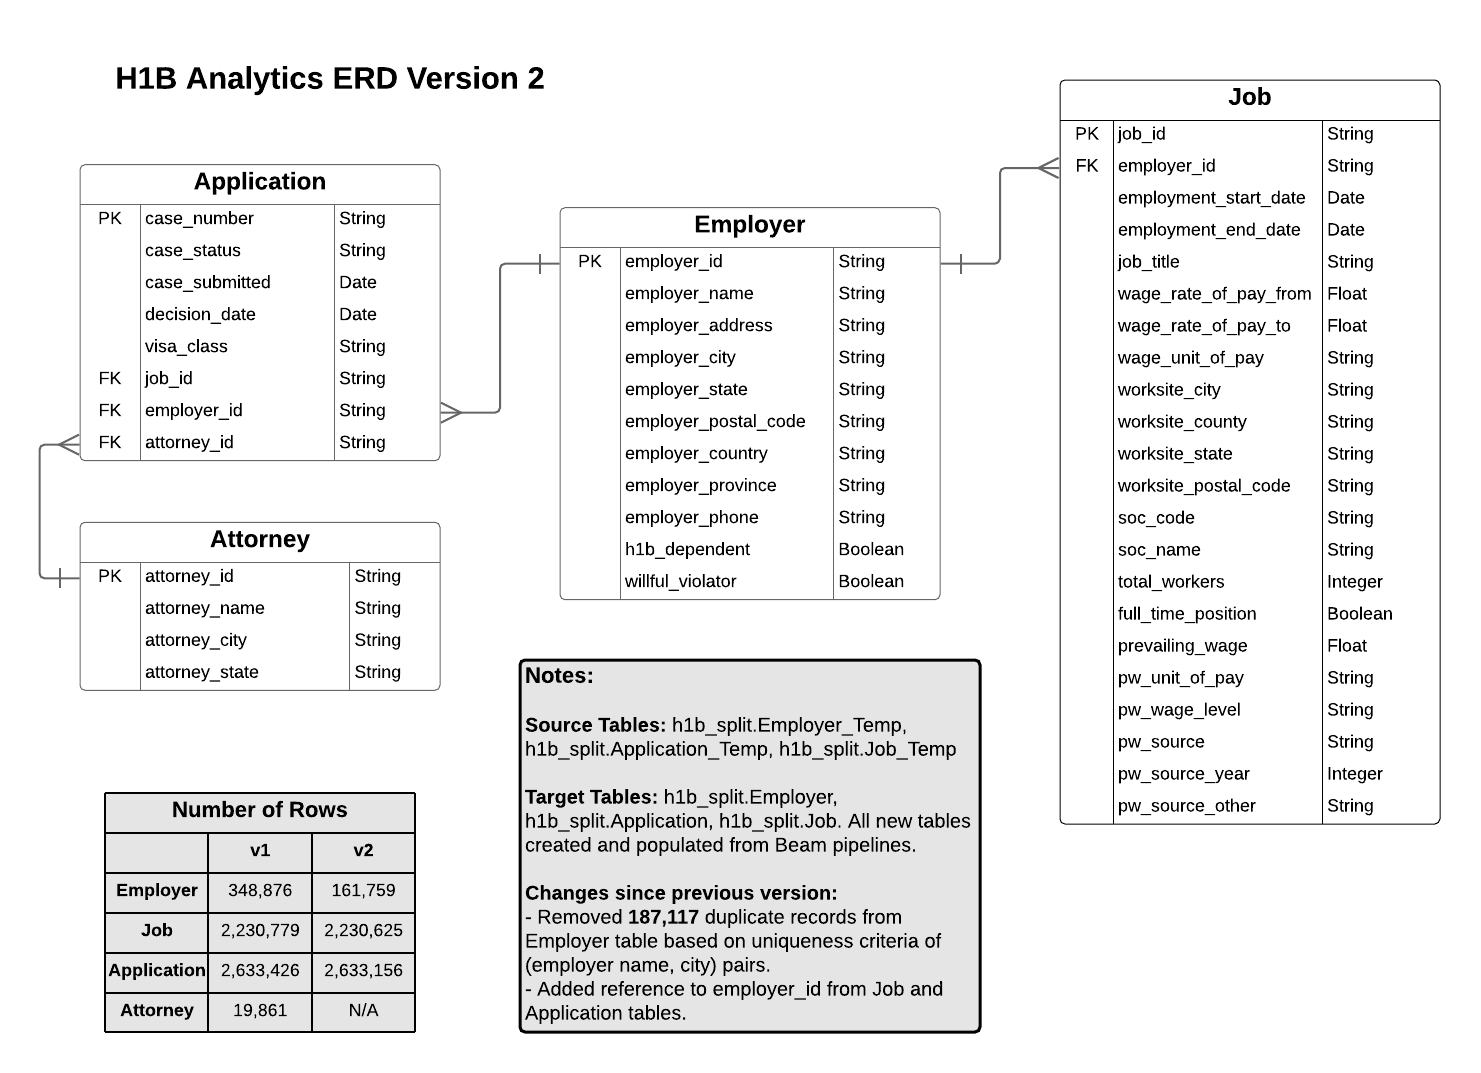 H1B Analytics ERD Version 2
Application
PK case_number String
case_status String
case_submitted Date
decision_date Date
visa_class String
FK job_id String
FK employer_id String
FK attorney_id String
Attorney
PK attorney_id String
attorney_name String
attorney_city String
attorney_state String
Employer
PK employer_id String
employer_name String
employer_address String
employer_city String
employer_state String
employer_postal_code String
employer_country String
employer_province String
employer_phone String
h1b_dependent Boolean
willful_violator Boolean
Job
PK job_id String
FK employer_id String
employment_start_date Date
employment_end_date Date
job_title String
wage_rate_of_pay_from Float
wage_rate_of_pay_to Float
wage_unit_of_pay String
worksite_city String
worksite_county String
worksite_state String
worksite_postal_code String
soc_code String
soc_name String
total_workers Integer
full_time_position Boolean
prevailing_wage Float
pw_unit_of_pay String
pw_wage_level String
pw_source String
pw_source_year Integer
pw_source_other String
Number of Rows
v1 v2
Employer 348,876 161,759
Job 2,230,779 2,230,625
Application 2,633,426 2,633,156
Attorney 19,861 N/A
Notes:
Source Tables: h1b_split.Employer_Temp,
h1b_split.Application_Temp, h1b_split.Job_Temp
Target Tables: h1b_split.Employer,
h1b_split.Application, h1b_split.Job. All new tables
created and populated from Beam pipelines.
Changes since previous version:
- Removed 187,117 duplicate records from
Employer table based on uniqueness criteria of
(employer name, city) pairs.
- Added reference to employer_id from Job and
Application tables.